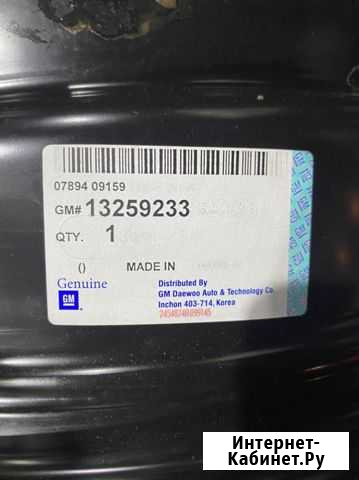 07894 09159
GM# 13259233
QTY. 1
() MADE IN
Genuine
GM
Distributed By
GM Daewoo Auto & Technology Co.
Inchon 403-714, Korea
Интернет-
Кабинет.Ру